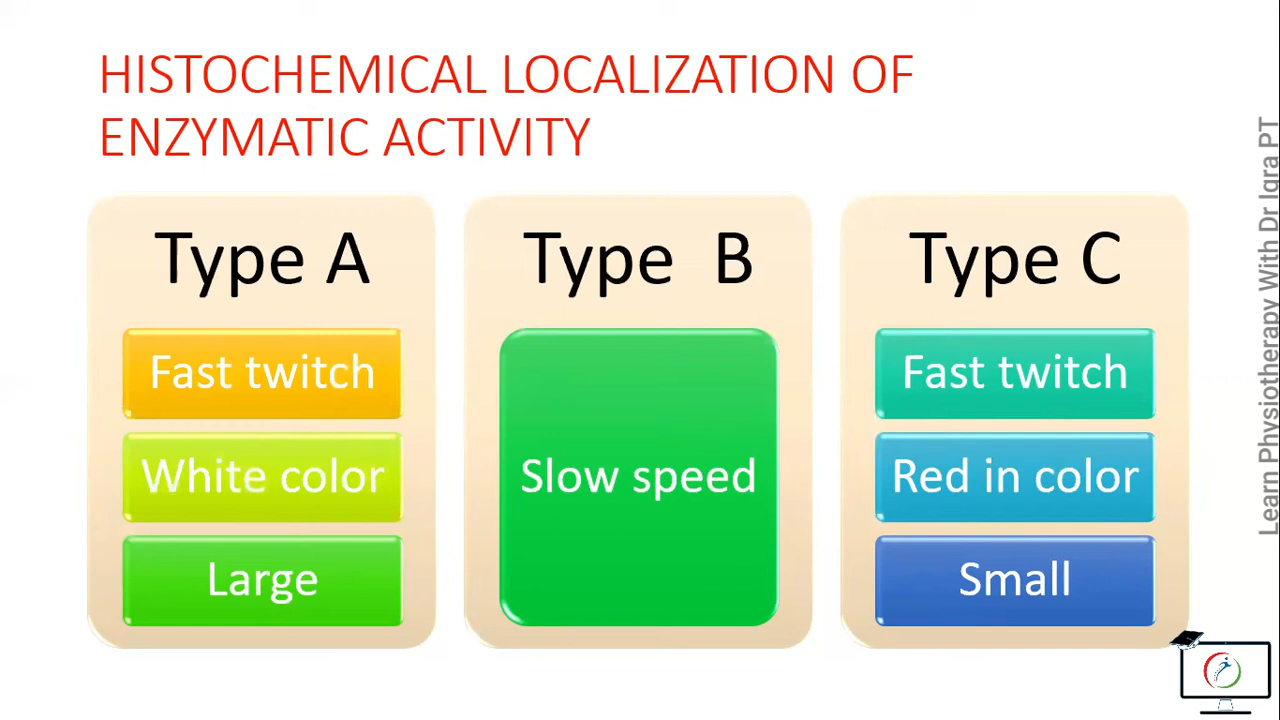 HISTOCHEMICAL LOCALIZATION OF
ENZYMATIC ACTIVITY
Type A
Fast twitch
White color
Large
Type B
Slow speed
Type C
Fast twitch
Red in color
Small
Learn Physiotherapy With Dr Iqra PT